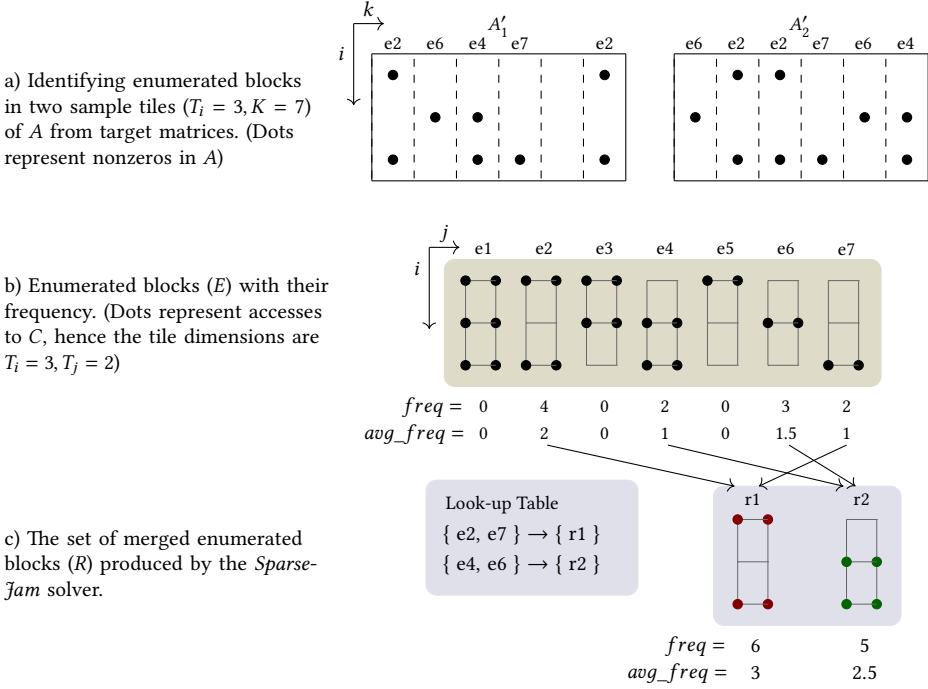 k
i
A′₁
e2 e6 e4 e7 e2
A′₂
e6 e2 e2 e7 e6 e4
a) Identifying enumerated blocks
in two sample tiles (Tᵢ = 3, K = 7)
of A from target matrices. (Dots
represent nonzeros in A)
j
i
e1 e2 e3 e4 e5 e6 e7
b) Enumerated blocks (E) with their
frequency. (Dots represent accesses
to C, hence the tile dimensions are
Tᵢ = 3, Tⱼ = 2)
freq = 0 4 0 2 0 3 2
avg_freq = 0 2 0 1 0 1.5 1
Look-up Table
{ e2, e7 } → { r1 }
{ e4, e6 } → { r2 }
r1 r2
c) The set of merged enumerated
blocks (R) produced by the Sparse-
Jam solver.
freq = 6 5
avg_freq = 3 2.5